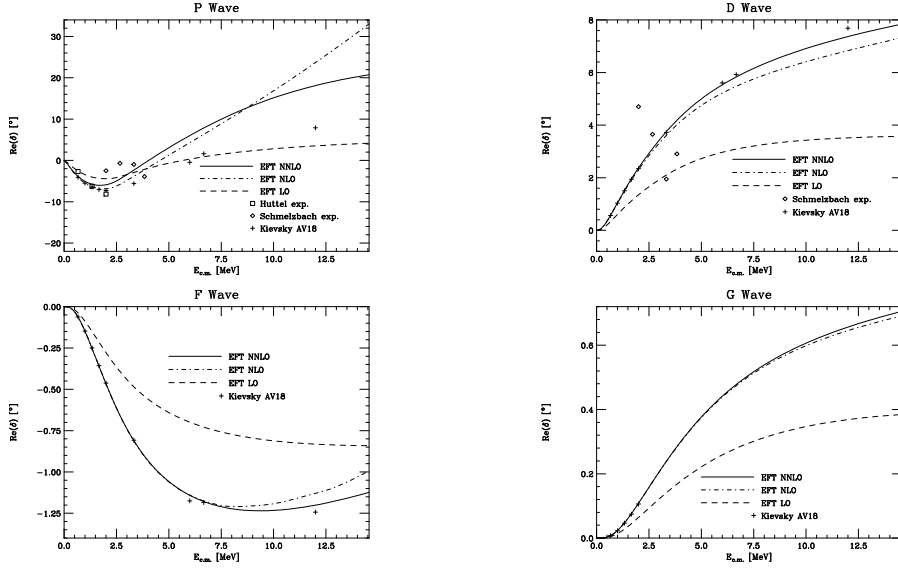 P Wave
30
20
10
0
-10
-20
Re(δ) [°]
EFT NNLO
EFT NLO
EFT LO
Huttel exp.
Schmelzbach exp.
Kievsky AV18
0.0 2.5 5.0 7.5 10.0 12.5
E_c.m. [MeV]
D Wave
8
6
4
2
0
Re(δ) [°]
EFT NNLO
EFT NLO
EFT LO
Schmelzbach exp.
Kievsky AV18
0.0 2.5 5.0 7.5 10.0 12.5
E_c.m. [MeV]
F Wave
0.00
-0.25
-0.50
-0.75
-1.00
-1.25
Re(δ) [°]
EFT NNLO
EFT NLO
EFT LO
Kievsky AV18
0.0 2.5 5.0 7.5 10.0 12.5
E_c.m. [MeV]
G Wave
0.6
0.4
0.2
0.0
Re(δ) [°]
EFT NNLO
EFT NLO
EFT LO
Kievsky AV18
0.0 2.5 5.0 7.5 10.0 12.5
E_c.m. [MeV]